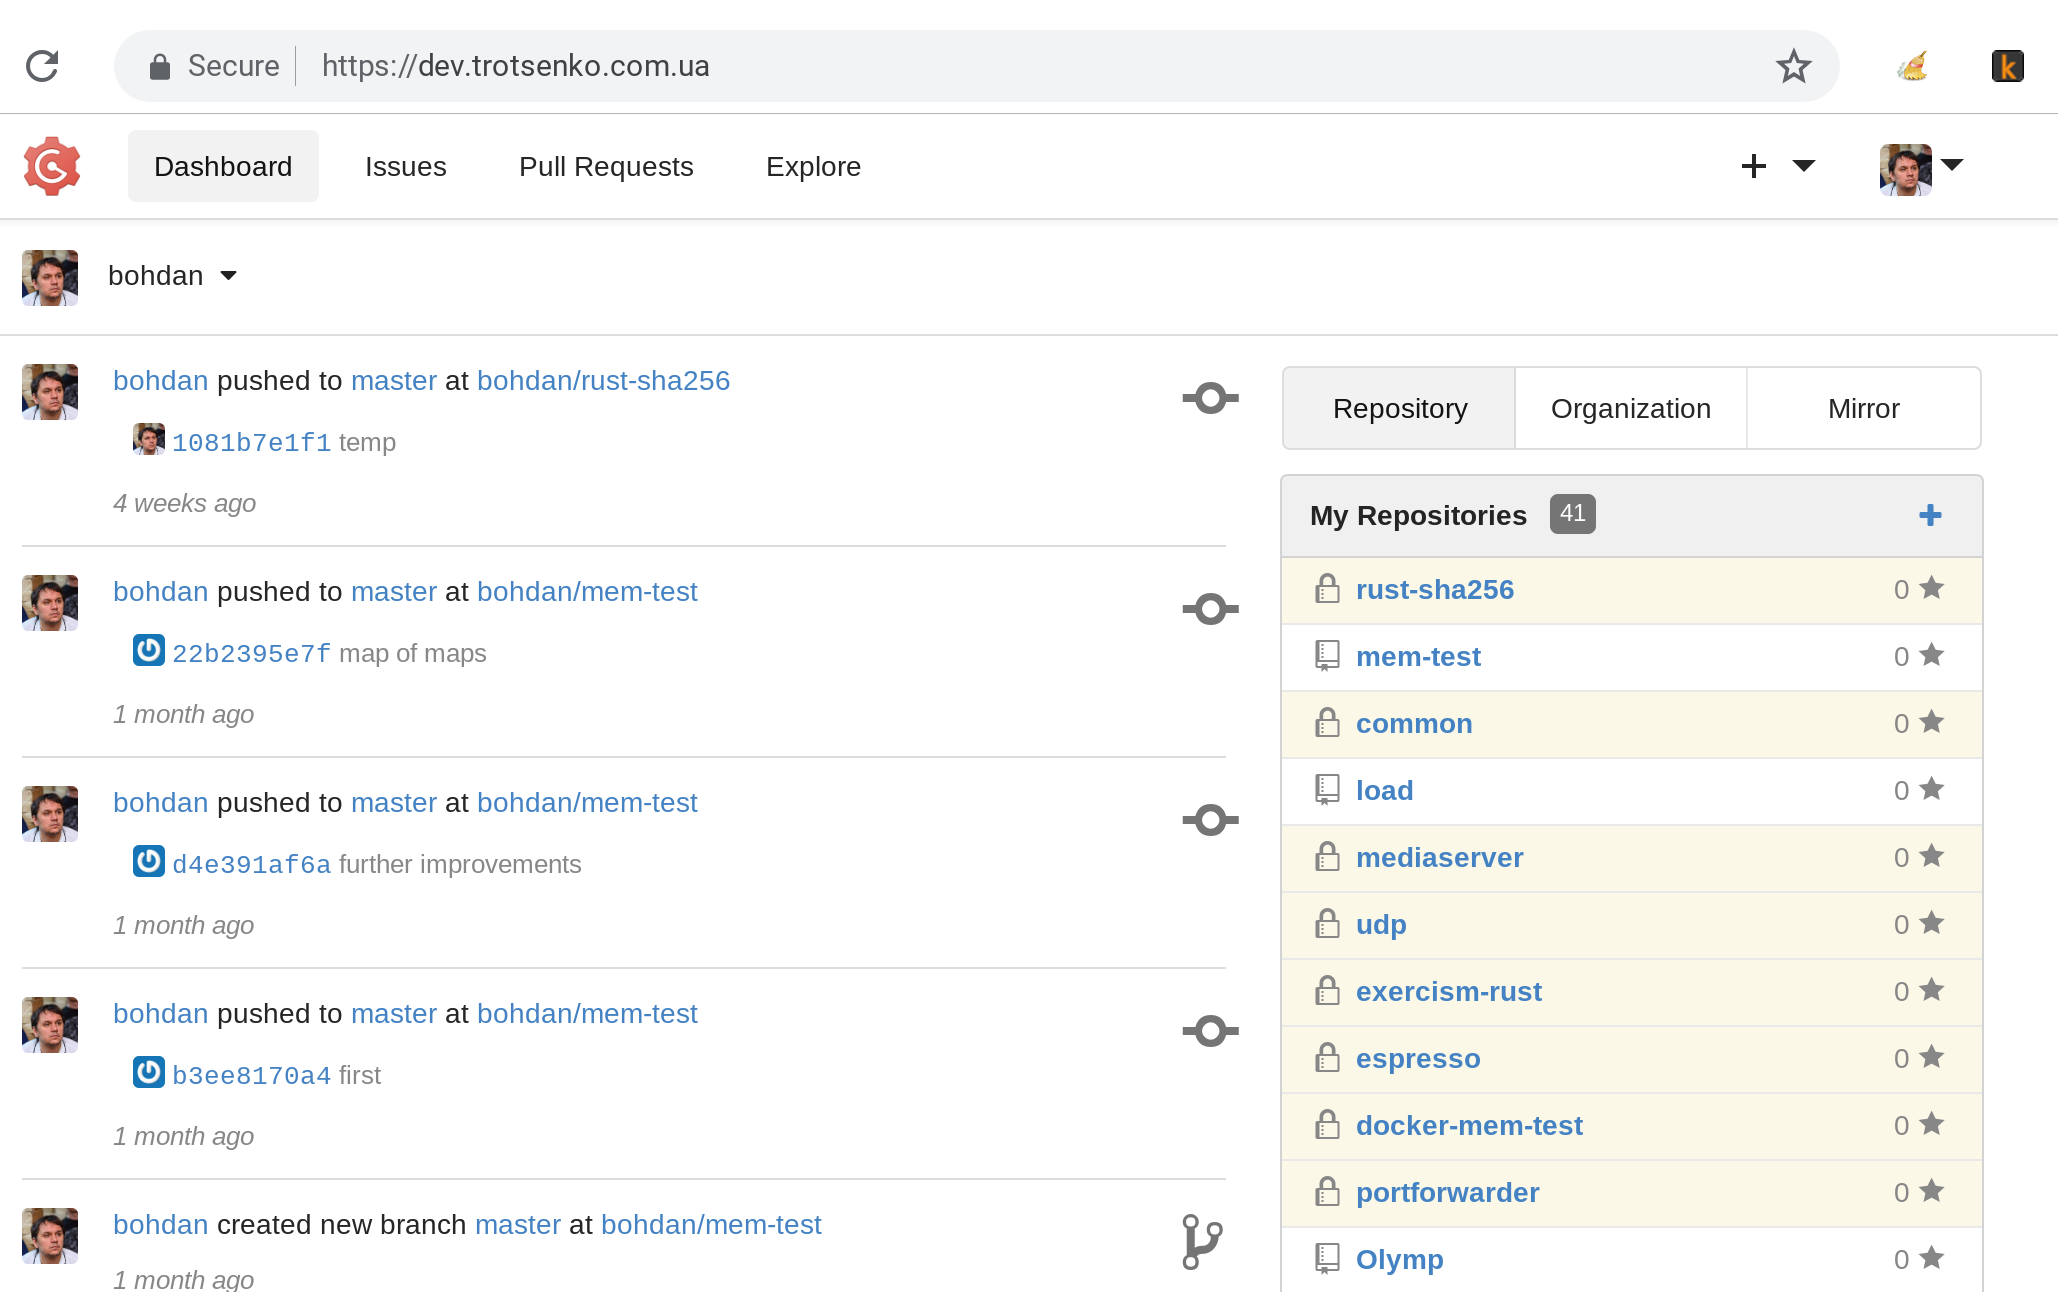 Secure https://dev.trotsenko.com.ua
k
Dashboard Issues Pull Requests Explore
bohdan
bohdan pushed to master at bohdan/rust-sha256
1081b7e1f1 temp
4 weeks ago
bohdan pushed to master at bohdan/mem-test
22b2395e7f map of maps
1 month ago
bohdan pushed to master at bohdan/mem-test
d4e391af6a further improvements
1 month ago
bohdan pushed to master at bohdan/mem-test
b3ee8170a4 first
1 month ago
bohdan created new branch master at bohdan/mem-test
1 month ago
Repository Organization Mirror
My Repositories 41
rust-sha256 0
mem-test 0
common 0
load 0
mediaserver 0
udp 0
exercism-rust 0
espresso 0
docker-mem-test 0
portforwarder 0
Olymp 0